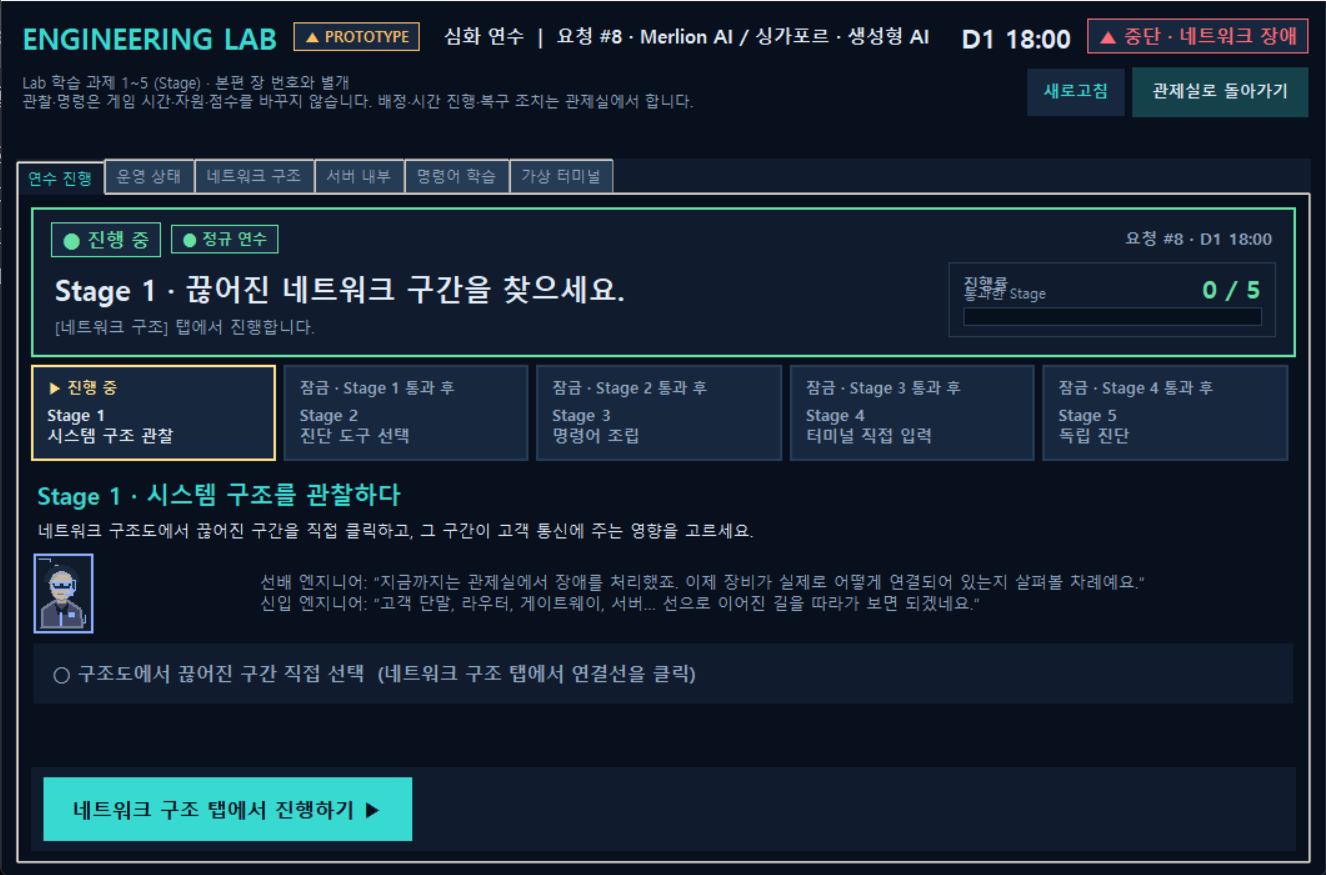 ENGINEERING LAB
▲ PROTOTYPE
심화 연수 | 요청 #8 · Merlion AI / 싱가포르 · 생성형 AI
D1 18:00
▲ 중단 · 네트워크 장애
Lab 학습 과제 1~5 (Stage) · 본편 장 번호와 별개
관찰·명령은 게임 시간·자원·점수를 바꾸지 않습니다. 배정·시간 진행·복구 조치는 관제실에서 합니다.
새로고침
관제실로 돌아가기
연수 진행
운영 상태
네트워크 구조
서버 내부
명령어 학습
가상 터미널
● 진행 중
● 정규 연수
요청 #8 · D1 18:00
Stage 1 · 끊어진 네트워크 구간을 찾으세요.
[네트워크 구조] 탭에서 진행합니다.
진행률
통과한 Stage
0 / 5
▶ 진행 중
Stage 1
시스템 구조 관찰
잠금 · Stage 1 통과 후
Stage 2
진단 도구 선택
잠금 · Stage 2 통과 후
Stage 3
명령어 조립
잠금 · Stage 3 통과 후
Stage 4
터미널 직접 입력
잠금 · Stage 4 통과 후
Stage 5
독립 진단
Stage 1 · 시스템 구조를 관찰하다
네트워크 구조도에서 끊어진 구간을 직접 클릭하고, 그 구간이 고객 통신에 주는 영향을 고르세요.
선배 엔지니어: "지금까지는 관제실에서 장애를 처리했죠. 이제 장비가 실제로 어떻게 연결되어 있는지 살펴볼 차례예요."
신입 엔지니어: "고객 단말, 라우터, 게이트웨이, 서버... 선으로 이어진 길을 따라가 보면 되겠네요."
○ 구조도에서 끊어진 구간 직접 선택 (네트워크 구조 탭에서 연결선을 클릭)
네트워크 구조 탭에서 진행하기 ▶